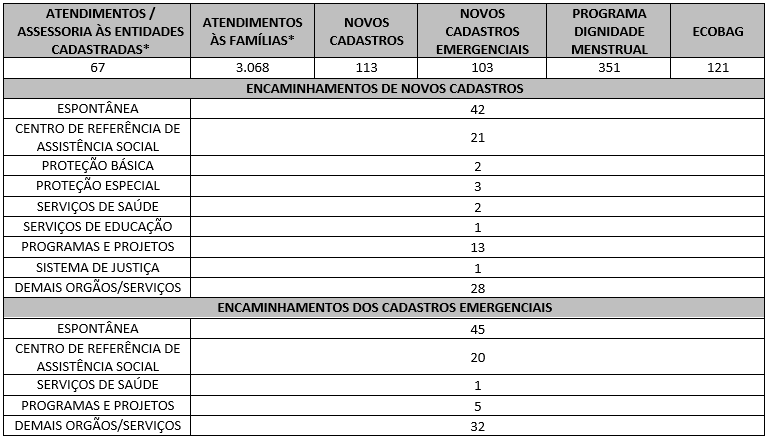 ATENDIMENTOS /
ASSESSORIA ÀS ENTIDADES
CADASTRADAS*
ATENDIMENTOS
ÀS FAMÍLIAS*
NOVOS
CADASTROS
NOVOS
CADASTROS
EMERGENCIAIS
PROGRAMA
DIGNIDADE
MENSTRUAL
ECOBAG
67
3.068
113
103
351
121
ENCAMINHAMENTOS DE NOVOS CADASTROS
ESPONTÂNEA
42
CENTRO DE REFERÊNCIA DE
ASSISTÊNCIA SOCIAL
21
PROTEÇÃO BÁSICA
2
PROTEÇÃO ESPECIAL
3
SERVIÇOS DE SAÚDE
2
SERVIÇOS DE EDUCAÇÃO
1
PROGRAMAS E PROJETOS
13
SISTEMA DE JUSTIÇA
1
DEMAIS ORGÃOS/SERVIÇOS
28
ENCAMINHAMENTOS DOS CADASTROS EMERGENCIAIS
ESPONTÂNEA
45
CENTRO DE REFERÊNCIA DE
ASSISTÊNCIA SOCIAL
20
SERVIÇOS DE SAÚDE
1
PROGRAMAS E PROJETOS
5
DEMAIS ORGÃOS/SERVIÇOS
32